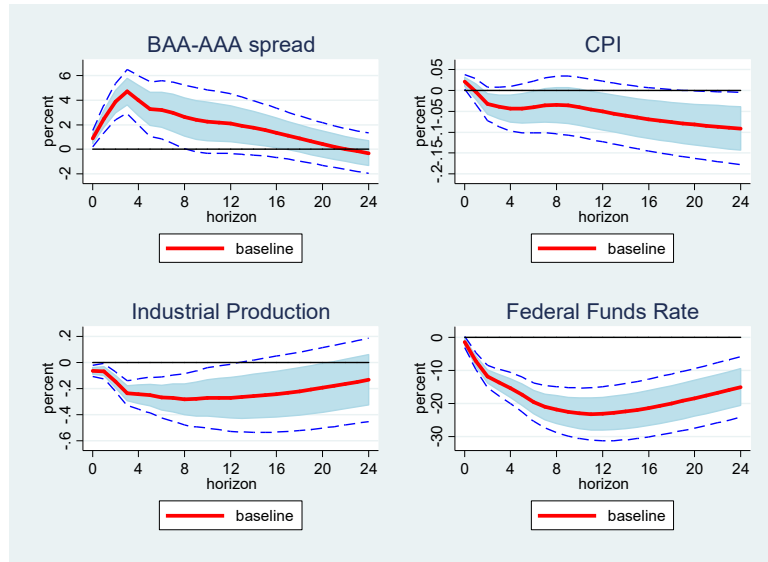 BAA-AAA spread
percent
6
4
2
0
-2
0 4 8 12 16 20 24
horizon
baseline
CPI
percent
.05
0
-.05
-.1
-.15
-.2
0 4 8 12 16 20 24
horizon
baseline
Industrial Production
percent
.2
0
-.2
-.4
-.6
0 4 8 12 16 20 24
horizon
baseline
Federal Funds Rate
percent
0
-10
-20
-30
0 4 8 12 16 20 24
horizon
baseline